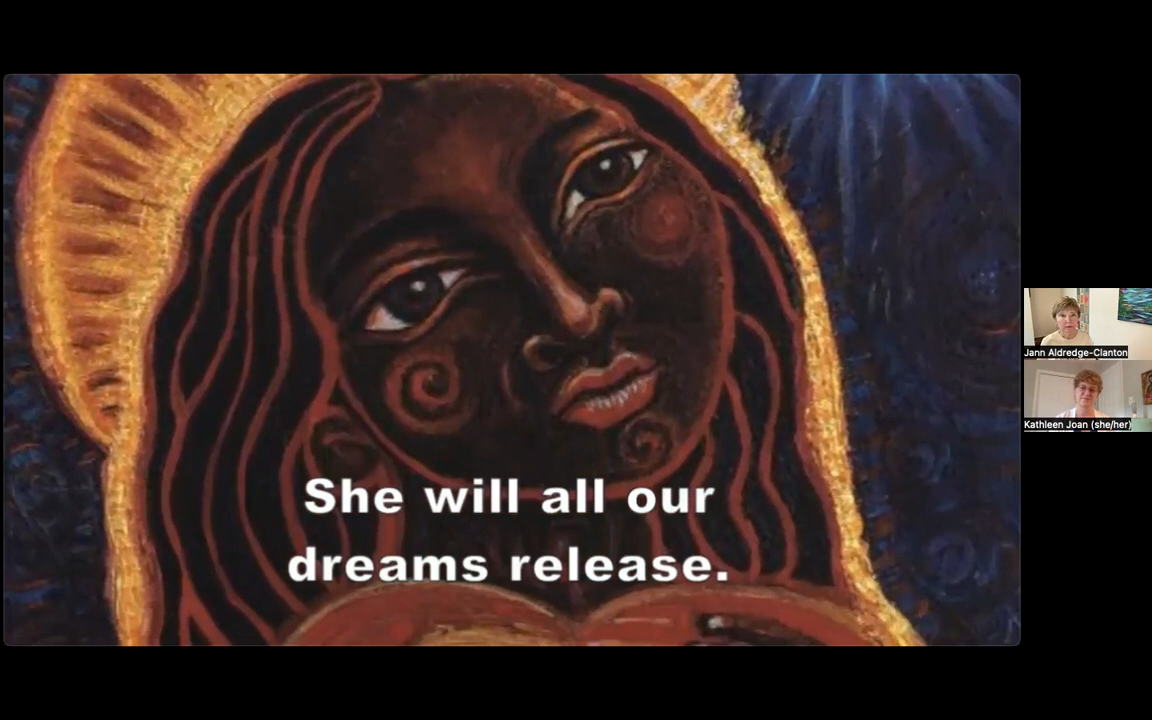 She will all our
dreams release.
Jann Aldredge-Clanton
Kathleen Joan (she/her)